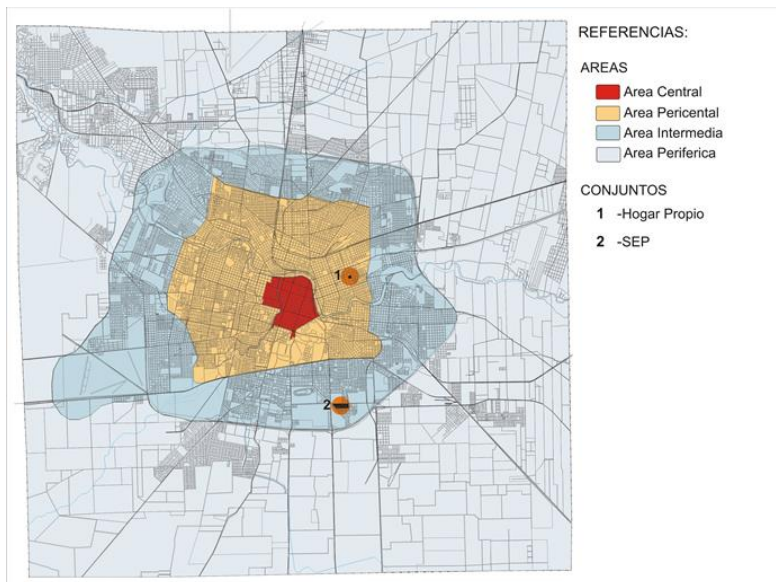 REFERENCIAS:
AREAS
Area Central
Area Pericental
Area Intermedia
Area Periferica
CONJUNTOS
1 -Hogar Propio
2 -SEP
1
2